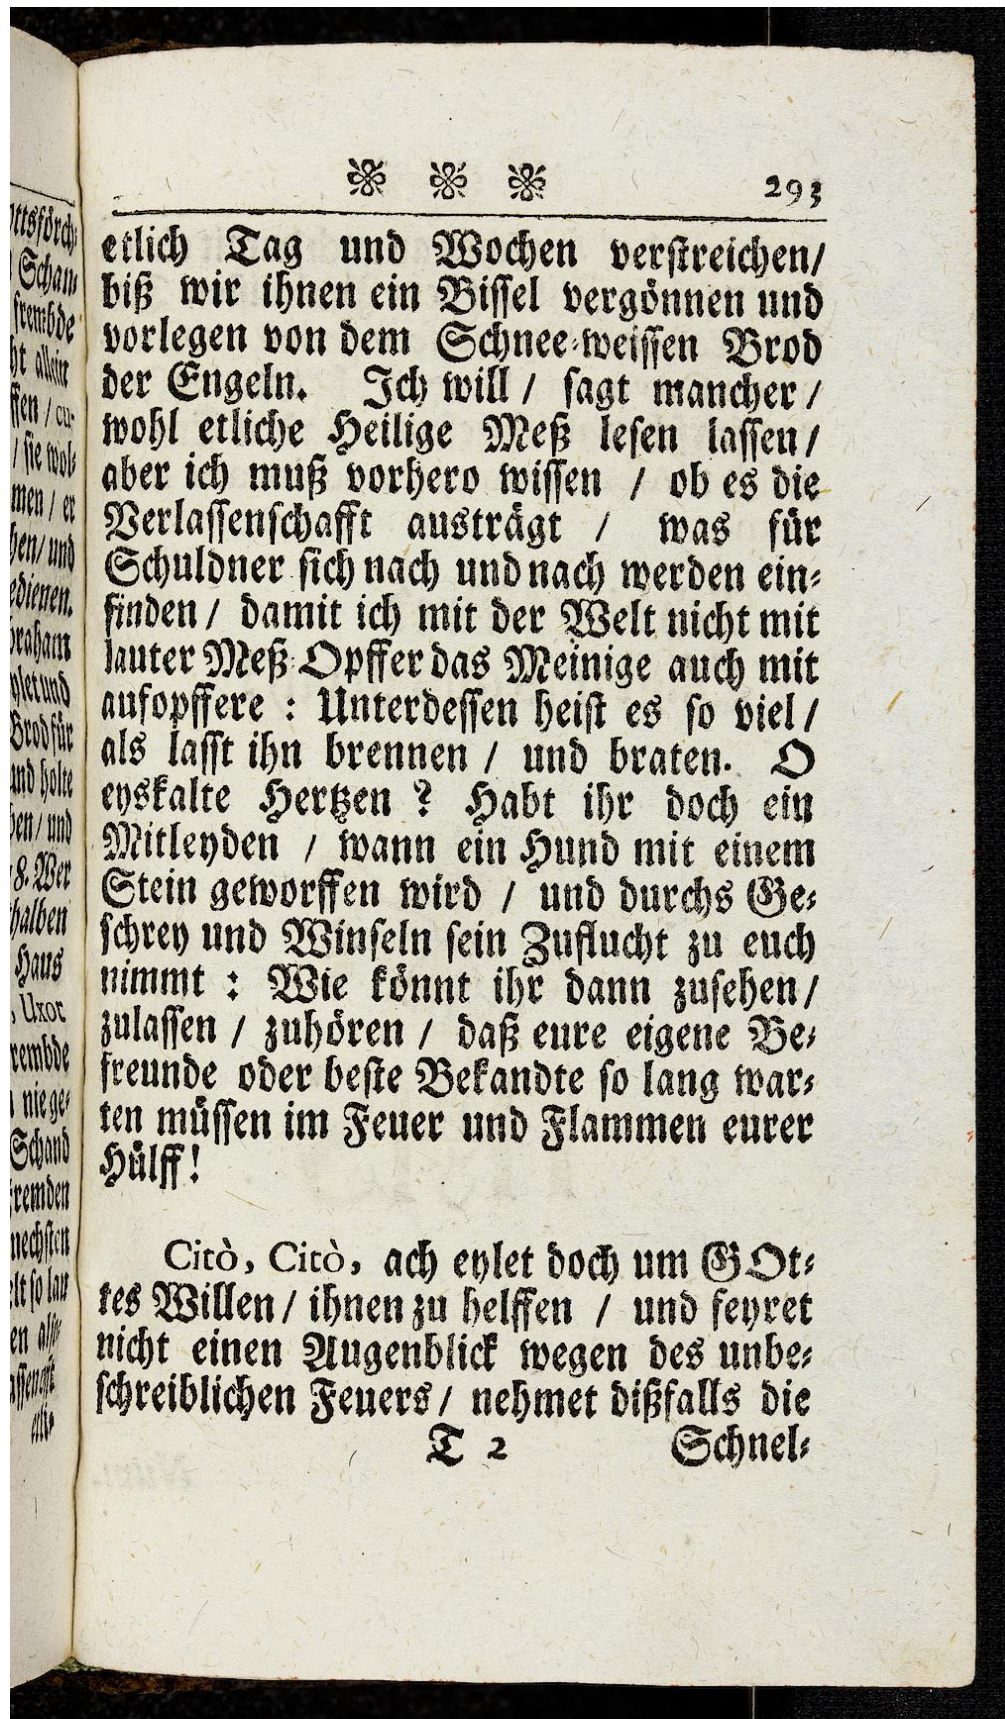 293
etlich Tag und Wochen verstreichen/
biß wir ihnen ein Bissel vergönnen und
vorlegen von dem Schnee-weissen Brod
der Engeln. Ich will / sagt mancher /
wohl etliche Heilige Meß lesen lassen /
aber ich muß vorhero wissen / ob es die
Verlassenschafft austrägt / was für
Schuldner sich nach und nach werden ein-
finden / damit ich mit der Welt nicht mit
lauter Meß-Opffer das Meinige auch mit
aufopffere : Unterdessen heist es so viel /
als lasst ihn brennen / und braten. O
eyskalte Hertzen ? Habt ihr doch ein
Mitleyden / wann ein Hund mit einem
Stein geworffen wird / und durchs Ge-
schrey und Winseln sein Zuflucht zu euch
nimmt : Wie könnt ihr dann zusehen /
zulassen / zuhören / daß eure eigene Be-
freunde oder beste Bekandte so lang war-
ten müssen im Feuer und Flammen eurer
Hülff!
Citò, Citò, ach eylet doch um GOt-
tes Willen / ihnen zu helffen / und feyret
nicht einen Augenblick wegen des unbe-
schreiblichen Feuers / nehmet dißfalls die
T 2 Schnel-